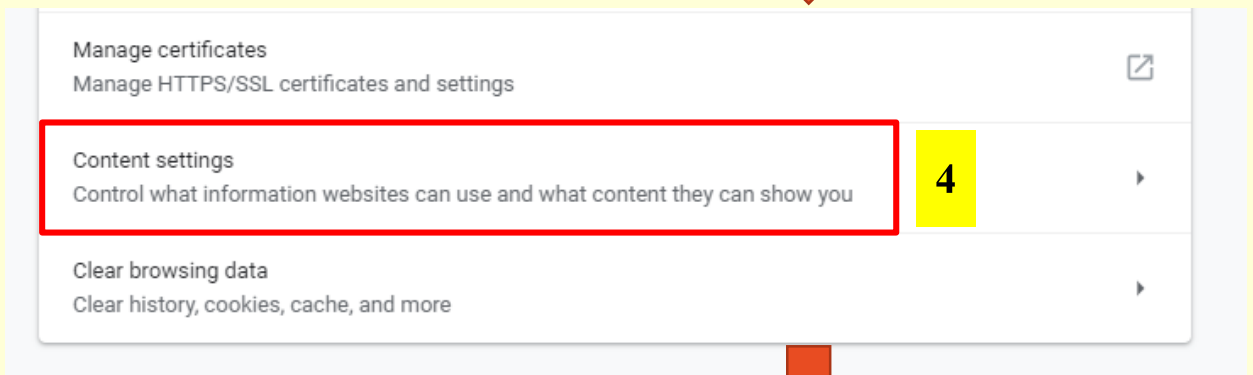 Manage certificates
Manage HTTPS/SSL certificates and settings
Content settings
Control what information websites can use and what content they can show you
4
Clear browsing data
Clear history, cookies, cache, and more